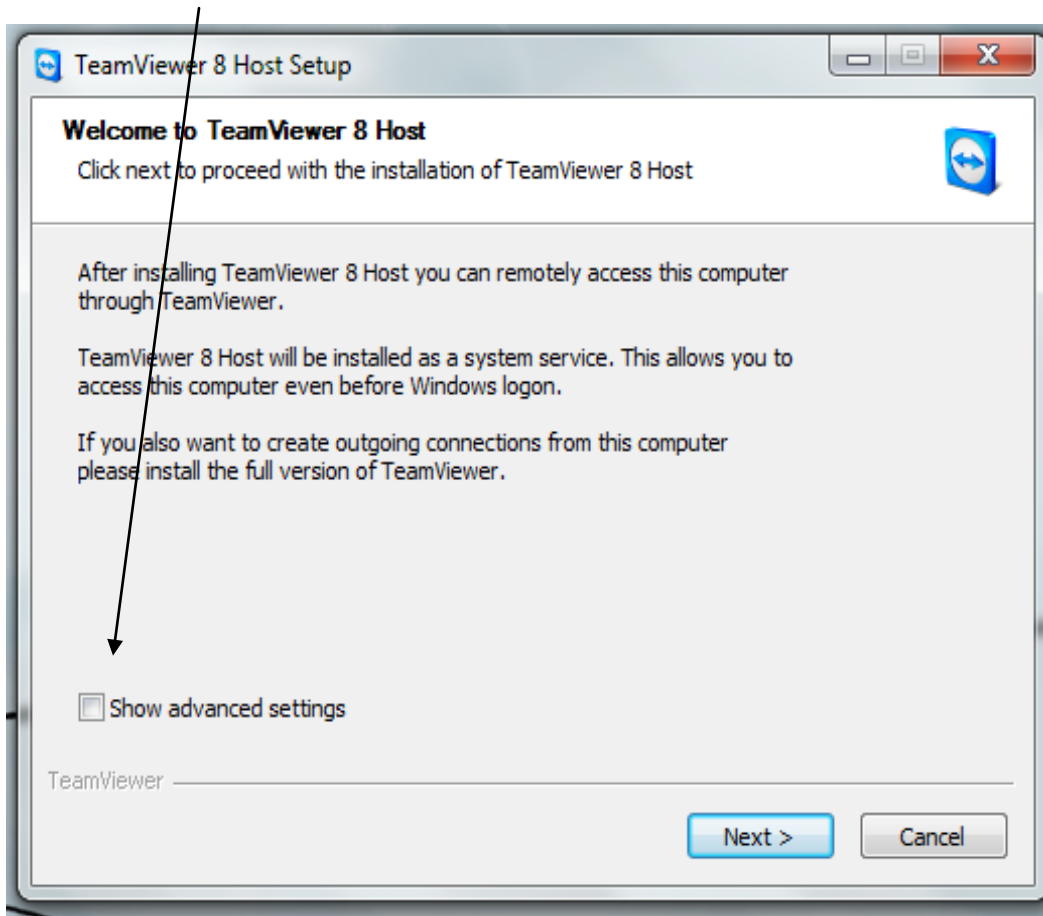 TeamViewer 8 Host Setup
X
Welcome to TeamViewer 8 Host
Click next to proceed with the installation of TeamViewer 8 Host
After installing TeamViewer 8 Host you can remotely access this computer
through TeamViewer.
TeamViewer 8 Host will be installed as a system service. This allows you to
access this computer even before Windows logon.
If you also want to create outgoing connections from this computer
please install the full version of TeamViewer.
Show advanced settings
TeamViewer
Next > Cancel